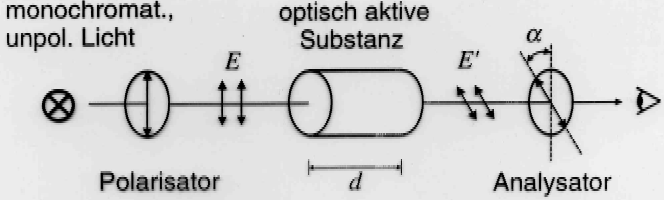 monochromat.,
unpol. Licht
optisch aktive
Substanz
E
E'
α
Polarisator
d
Analysator